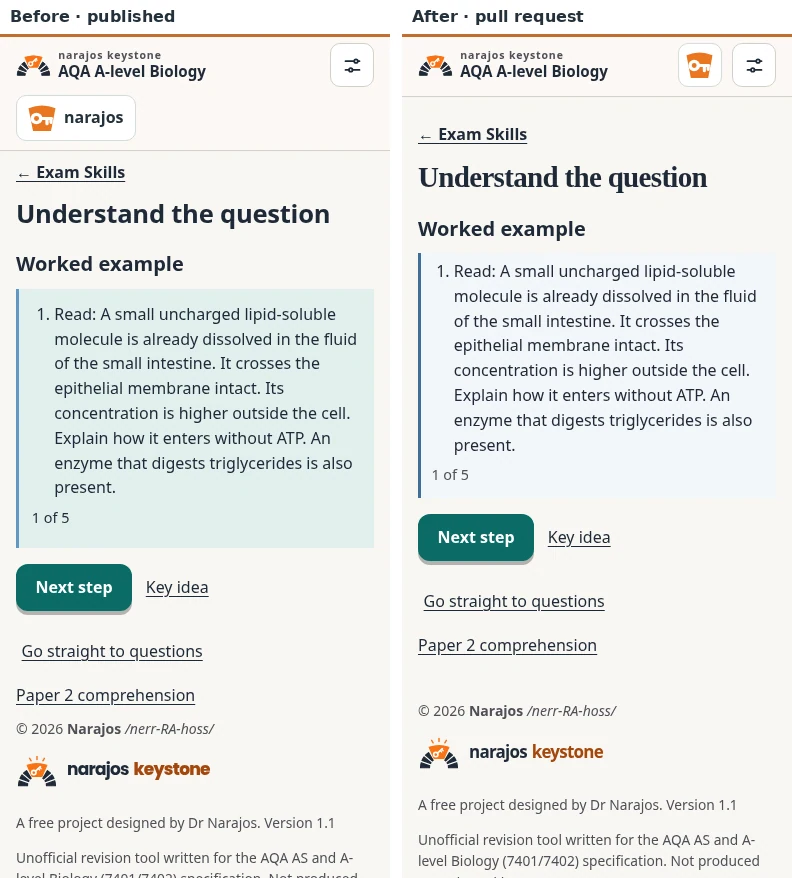 Before · published
narajos keystone
AQA A-level Biology
narajos
← Exam Skills
Understand the question
Worked example
1. Read: A small uncharged lipid-soluble
molecule is already dissolved in the fluid
of the small intestine. It crosses the
epithelial membrane intact. Its
concentration is higher outside the cell.
Explain how it enters without ATP. An
enzyme that digests triglycerides is also
present.
1 of 5
Next step
Key idea
Go straight to questions
Paper 2 comprehension
© 2026 Narajos /nerr-RA-hoss/
narajos keystone
A free project designed by Dr Narajos. Version 1.1
Unofficial revision tool written for the AQA AS and A-
level Biology (7401/7402) specification. Not produced
After · pull request
narajos keystone
AQA A-level Biology
← Exam Skills
Understand the question
Worked example
1. Read: A small uncharged lipid-soluble
molecule is already dissolved in the fluid
of the small intestine. It crosses the
epithelial membrane intact. Its
concentration is higher outside the cell.
Explain how it enters without ATP. An
enzyme that digests triglycerides is also
present.
1 of 5
Next step
Key idea
Go straight to questions
Paper 2 comprehension
© 2026 Narajos /nerr-RA-hoss/
narajos keystone
A free project designed by Dr Narajos. Version 1.1
Unofficial revision tool written for the AQA AS and A-
level Biology (7401/7402) specification. Not produced